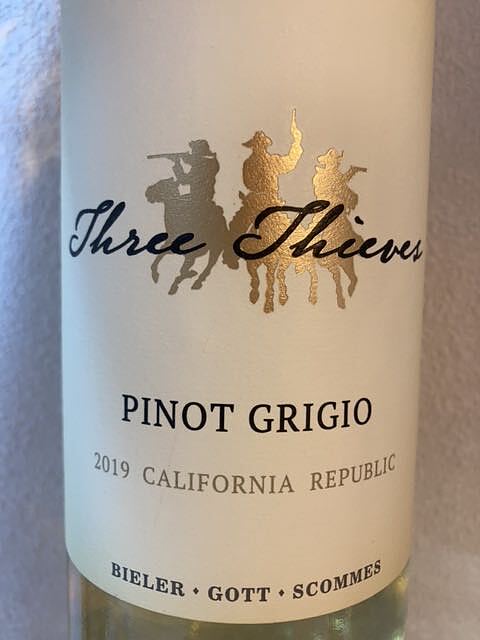 Three Thieves
PINOT GRIGIO
2019 CALIFORNIA REPUBLIC
BIELER • GOTT • SCOMMES